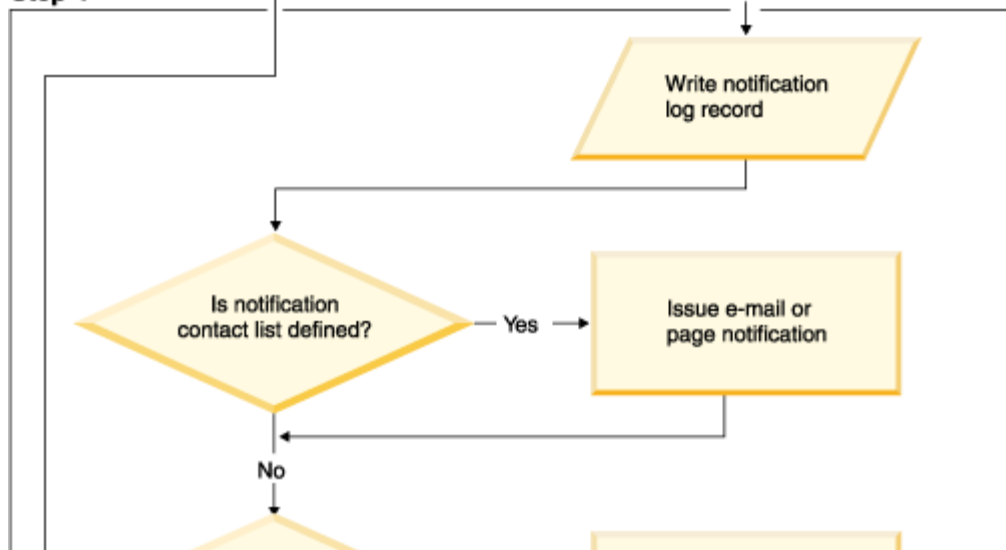 Write notification
log record
Is notification
contact list defined?
Yes
Issue e-mail or
page notification
No